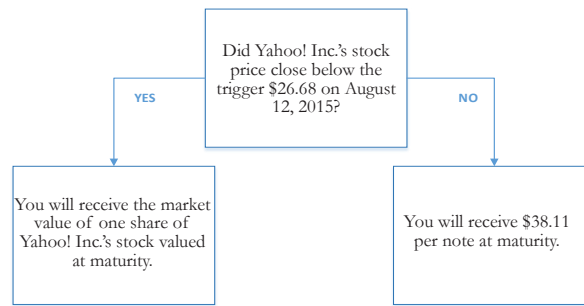 Did Yahoo! Inc.'s stock
price close below the
trigger $26.68 on August
12, 2015?
YES
NO
You will receive the market
value of one share of
Yahoo! Inc.'s stock valued
at maturity.
You will receive $38.11
per note at maturity.